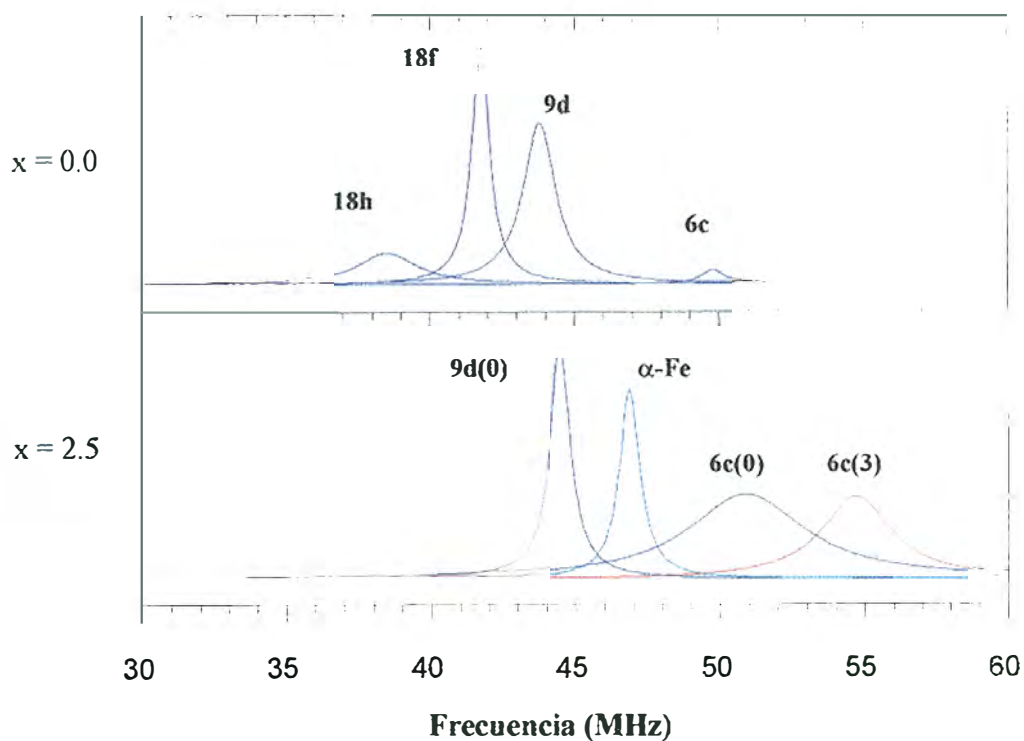 18f
9d
x = 0.0
18h
6c
9d(0)
α-Fe
x = 2.5
6c(0)
6c(3)
30 35 40 45 50 55 60
Frecuencia (MHz)